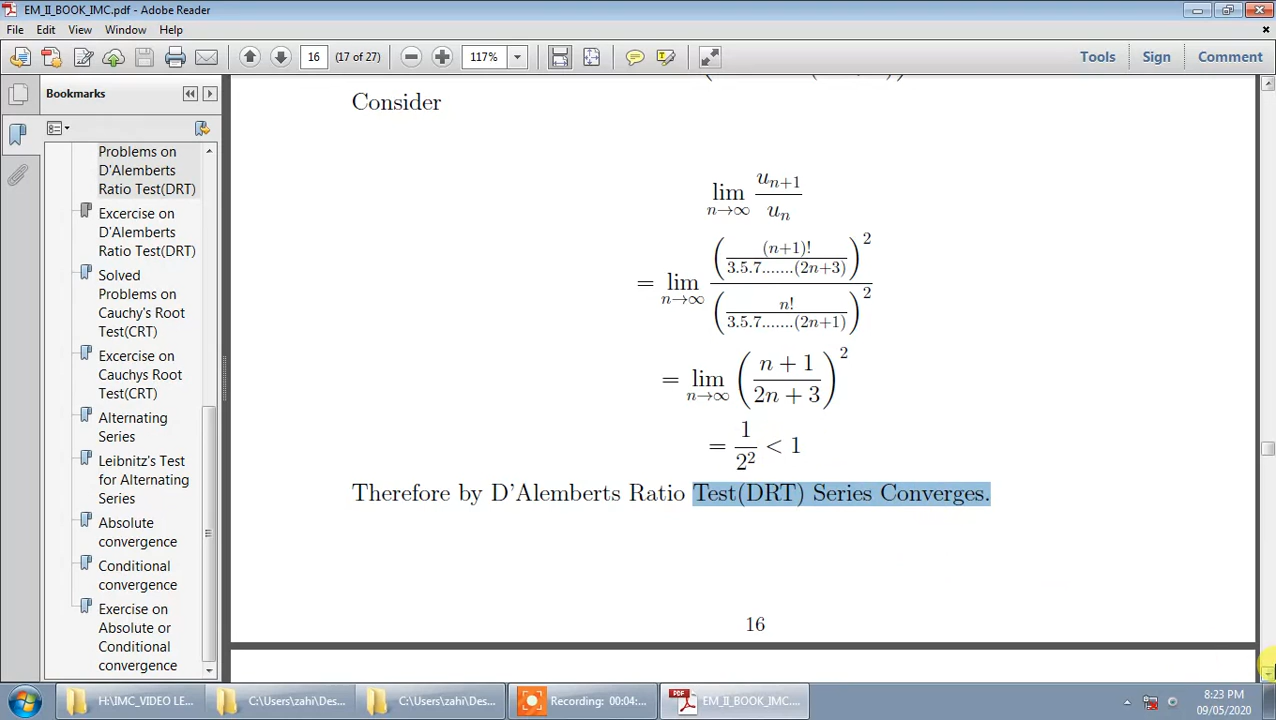 EM_II_BOOK_IMC.pdf - Adobe Reader
File Edit View Window Help
16 (17 of 27) 117% Tools Sign Comment
Bookmarks
Problems on
D'Alemberts
Ratio Test(DRT)
Excercise on
D'Alemberts
Ratio Test(DRT)
Solved
Problems on
Cauchy's Root
Test(CRT)
Excercise on
Cauchys Root
Test(CRT)
Alternating
Series
Leibnitz's Test
for Alternating
Series
Absolute
convergence
Conditional
convergence
Exercise on
Absolute or
Conditional
convergence
Consider
lim_{n→∞} u_{n+1}/u_n
= lim_{n→∞} ((n+1)!/(3.5.7.......(2n+3)))^2 / (n!/(3.5.7.......(2n+1)))^2
= lim_{n→∞} ((n + 1)/(2n + 3))^2
= 1/2^2 < 1
Therefore by D'Alemberts Ratio Test(DRT) Series Converges.
16
H:\IMC_VIDEO LE... C:\Users\zahi\Des... C:\Users\zahi\Des... Recording: 00:04:... EM_II_BOOK_IMC....
8:23 PM
09/05/2020